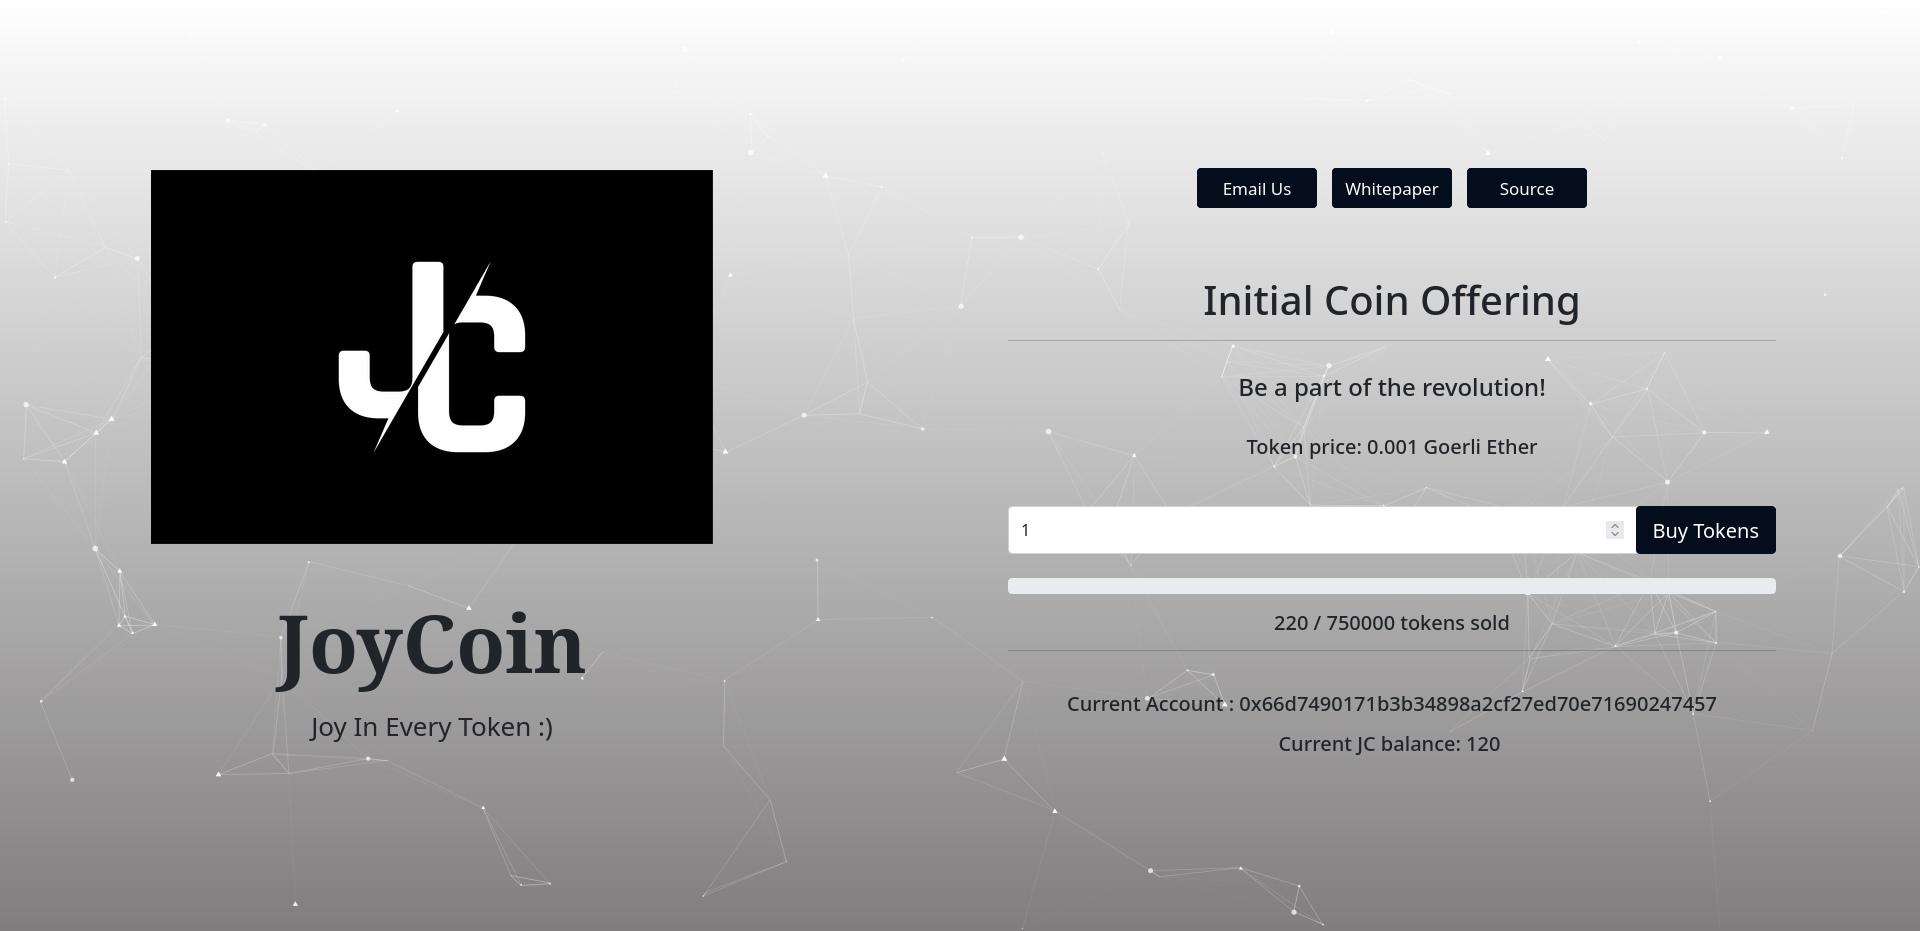 JC
JoyCoin
Joy In Every Token :)
Email Us
Whitepaper
Source
Initial Coin Offering
Be a part of the revolution!
Token price: 0.001 Goerli Ether
1
Buy Tokens
220 / 750000 tokens sold
Current Account : 0x66d7490171b3b34898a2cf27ed70e71690247457
Current JC balance: 120